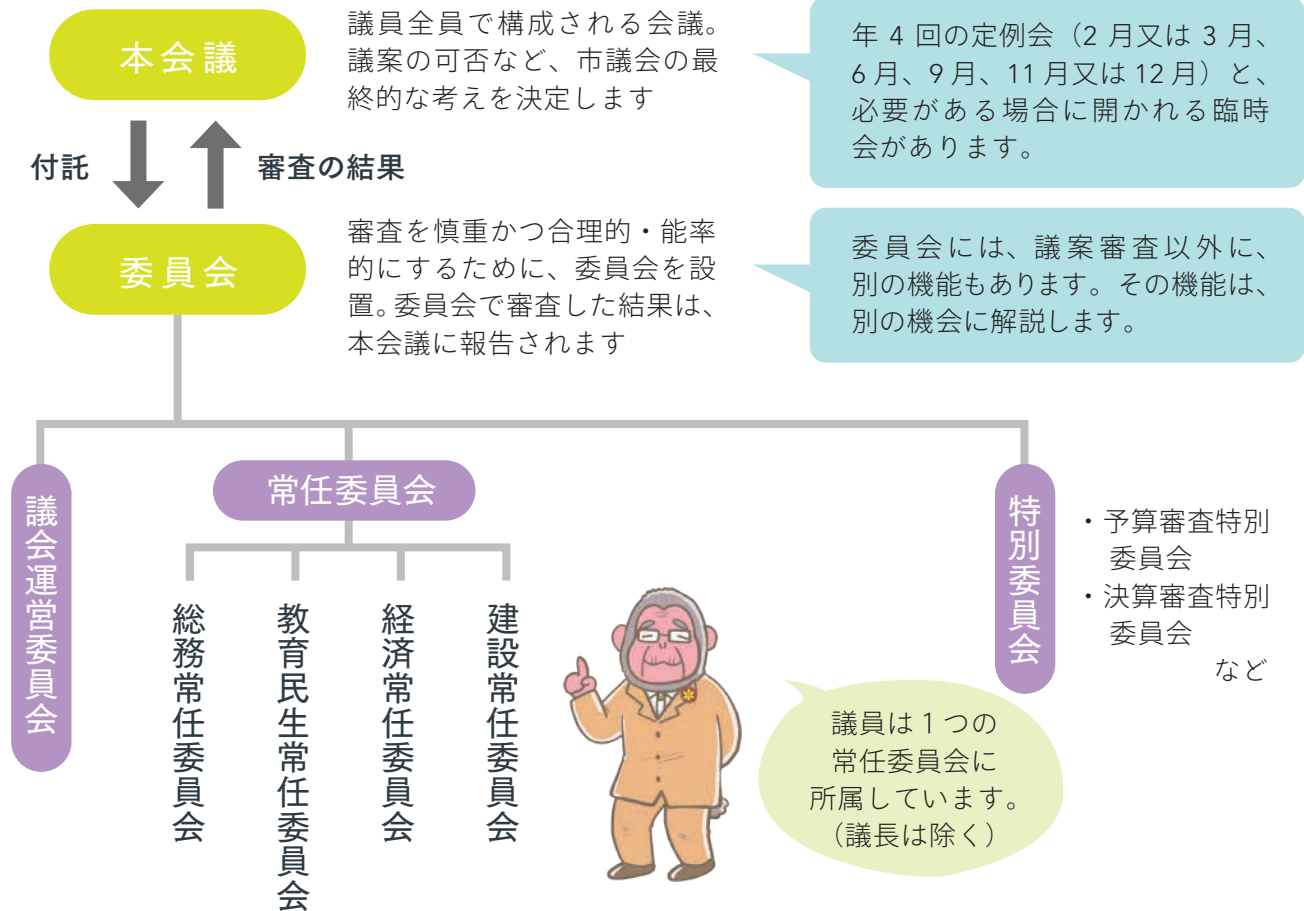 本会議
議員全員で構成される会議。
議案の可否など、市議会の最
終的な考えを決定します
年 4 回の定例会（2 月又は 3 月、
6 月、9 月、11 月又は 12 月）と、
必要がある場合に開かれる臨時
会があります。
付託
審査の結果
委員会
審査を慎重かつ合理的・能率
的にするために、委員会を設
置。委員会で審査した結果は、
本会議に報告されます
委員会には、議案審査以外に、
別の機能もあります。その機能は、
別の機会に解説します。
議会運営委員会
常任委員会
総務常任委員会
教育民生常任委員会
経済常任委員会
建設常任委員会
特別委員会
・予算審査特別
委員会
・決算審査特別
委員会
など
議員は 1 つの
常任委員会に
所属しています。
（議長は除く）